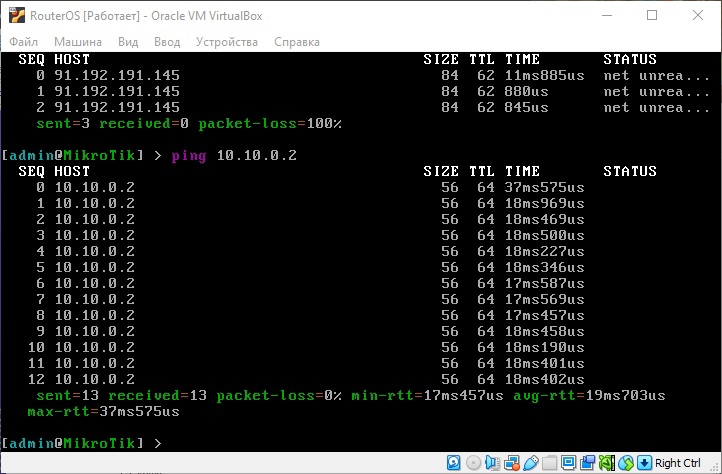 RouterOS [Работает] - Oracle VM VirtualBox
Файл Машина Вид Ввод Устройства Справка
SEQ HOST SIZE TTL TIME STATUS
0 91.192.191.145 84 62 11ms885us net unrea...
1 91.192.191.145 84 62 880us net unrea...
2 91.192.191.145 84 62 845us net unrea...
sent=3 received=0 packet-loss=100%
[admin@MikroTik] > ping 10.10.0.2
SEQ HOST SIZE TTL TIME STATUS
0 10.10.0.2 56 64 37ms575us
1 10.10.0.2 56 64 18ms969us
2 10.10.0.2 56 64 18ms469us
3 10.10.0.2 56 64 18ms500us
4 10.10.0.2 56 64 18ms227us
5 10.10.0.2 56 64 18ms346us
6 10.10.0.2 56 64 17ms587us
7 10.10.0.2 56 64 17ms569us
8 10.10.0.2 56 64 17ms457us
9 10.10.0.2 56 64 18ms458us
10 10.10.0.2 56 64 18ms190us
11 10.10.0.2 56 64 18ms401us
12 10.10.0.2 56 64 18ms402us
sent=13 received=13 packet-loss=0% min-rtt=17ms457us avg-rtt=19ms703us
max-rtt=37ms575us
[admin@MikroTik] >
Right Ctrl